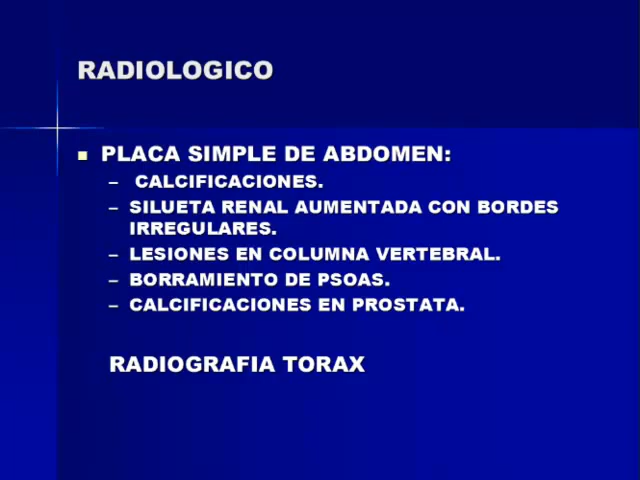 RADIOLOGICO
■ PLACA SIMPLE DE ABDOMEN:
– CALCIFICACIONES.
– SILUETA RENAL AUMENTADA CON BORDES
IRREGULARES.
– LESIONES EN COLUMNA VERTEBRAL.
– BORRAMIENTO DE PSOAS.
– CALCIFICACIONES EN PROSTATA.
RADIOGRAFIA TORAX